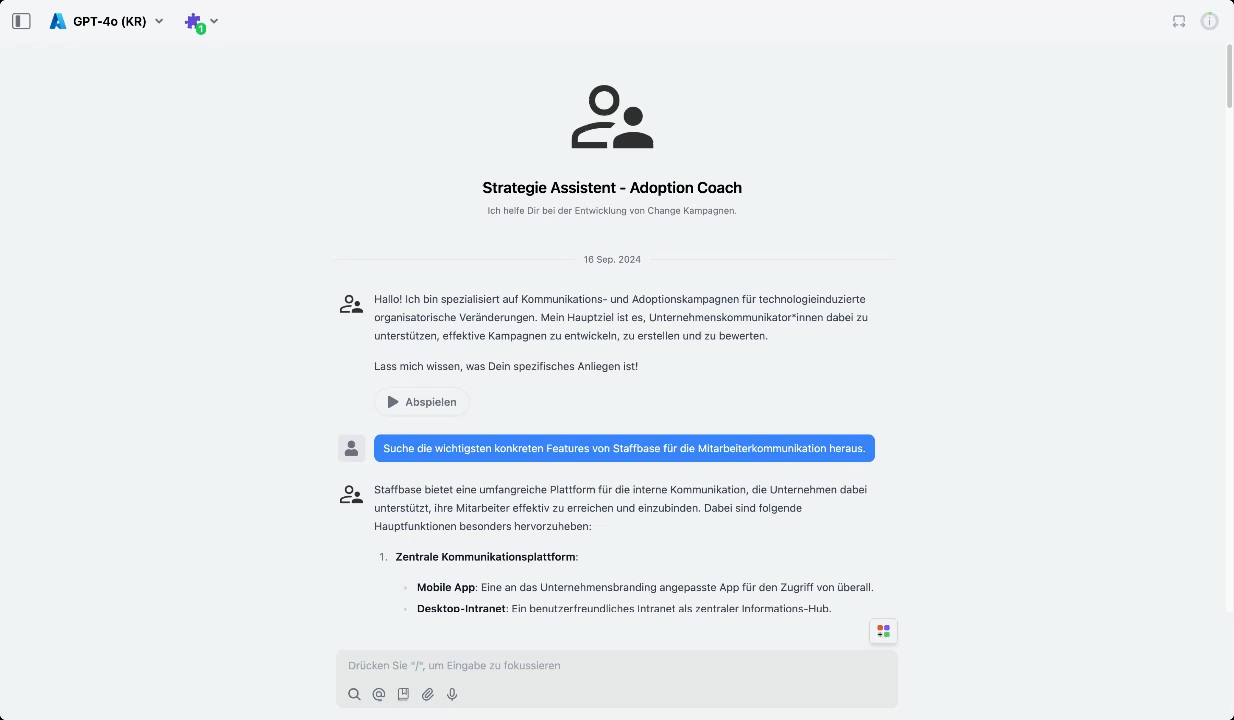 GPT-4o (KR)
1
Strategie Assistent - Adoption Coach
Ich helfe Dir bei der Entwicklung von Change Kampagnen.
16 Sep. 2024
Hallo! Ich bin spezialisiert auf Kommunikations- und Adoptionskampagnen für technologieinduzierte
organisatorische Veränderungen. Mein Hauptziel ist es, Unternehmenskommunikator*innen dabei zu
unterstützen, effektive Kampagnen zu entwickeln, zu erstellen und zu bewerten.
Lass mich wissen, was Dein spezifisches Anliegen ist!
Abspielen
Suche die wichtigsten konkreten Features von Staffbase für die Mitarbeiterkommunikation heraus.
Staffbase bietet eine umfangreiche Plattform für die interne Kommunikation, die Unternehmen dabei
unterstützt, ihre Mitarbeiter effektiv zu erreichen und einzubinden. Dabei sind folgende
Hauptfunktionen besonders hervorzuheben:
1. Zentrale Kommunikationsplattform:
Mobile App: Eine an das Unternehmensbranding angepasste App für den Zugriff von überall.
Desktop-Intranet: Ein benutzerfreundliches Intranet als zentraler Informations-Hub.
Drücken Sie "/", um Eingabe zu fokussieren